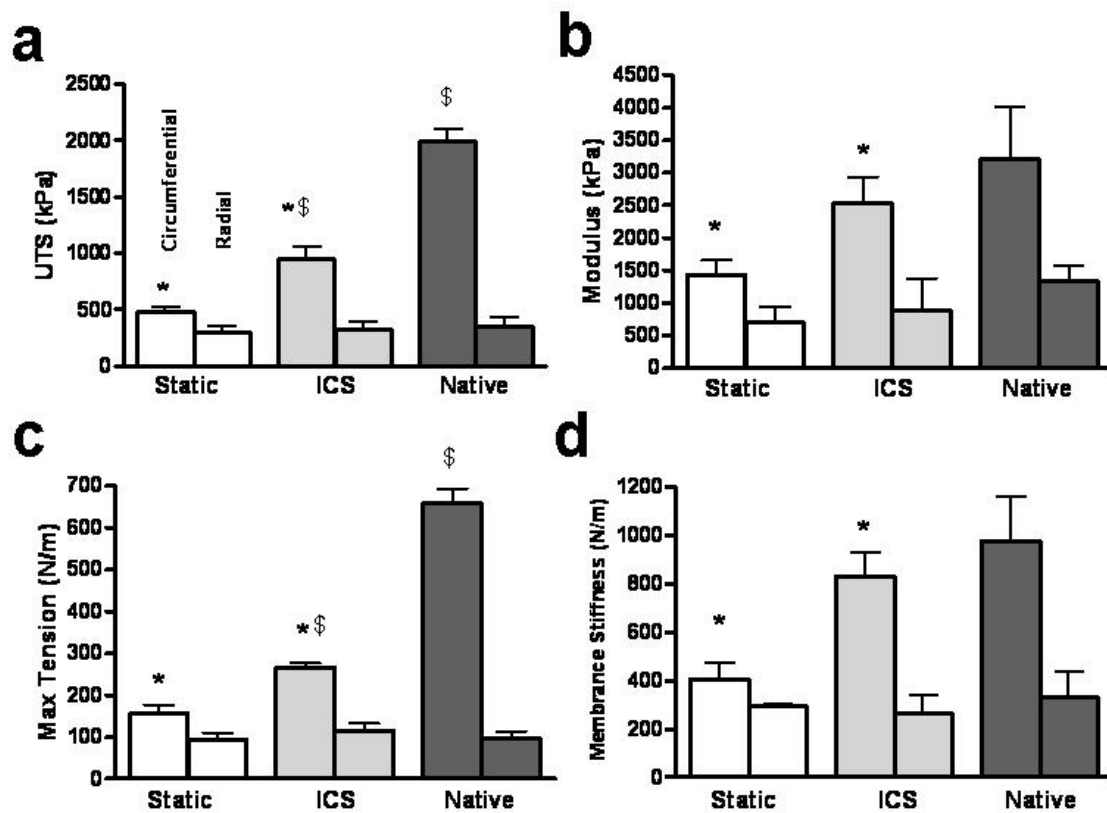 a
2500
2000
1500
1000
500
0
UTS (kPa)
Circumferential
Radial
*
* $
$
Static ICS Native
b
4500
4000
3500
3000
2500
2000
1500
1000
500
0
Modulus (kPa)
*
*
Static ICS Native
c
700
600
500
400
300
200
100
0
Max Tension (N/m)
*
* $
$
Static ICS Native
d
1200
1000
800
600
400
200
0
Membrance Stiffness (N/m)
*
*
Static ICS Native